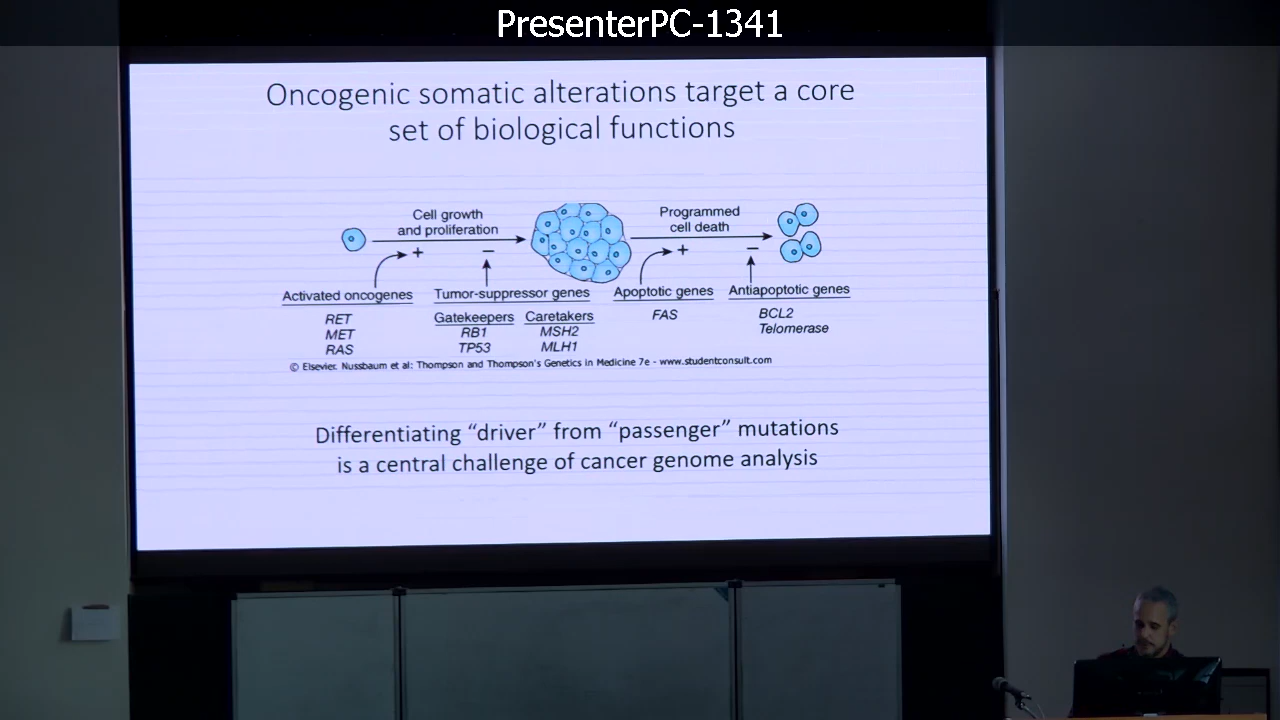 PresenterPC-1341
Oncogenic somatic alterations target a core
set of biological functions
Cell growth
and proliferation
Programmed
cell death
+
−
+
−
Activated oncogenes
RET
MET
RAS
Tumor-suppressor genes
Gatekeepers
RB1
TP53
Caretakers
MSH2
MLH1
Apoptotic genes
FAS
Antiapoptotic genes
BCL2
Telomerase
© Elsevier. Nussbaum et al: Thompson and Thompson's Genetics in Medicine 7e - www.studentconsult.com
Differentiating “driver” from “passenger” mutations
is a central challenge of cancer genome analysis